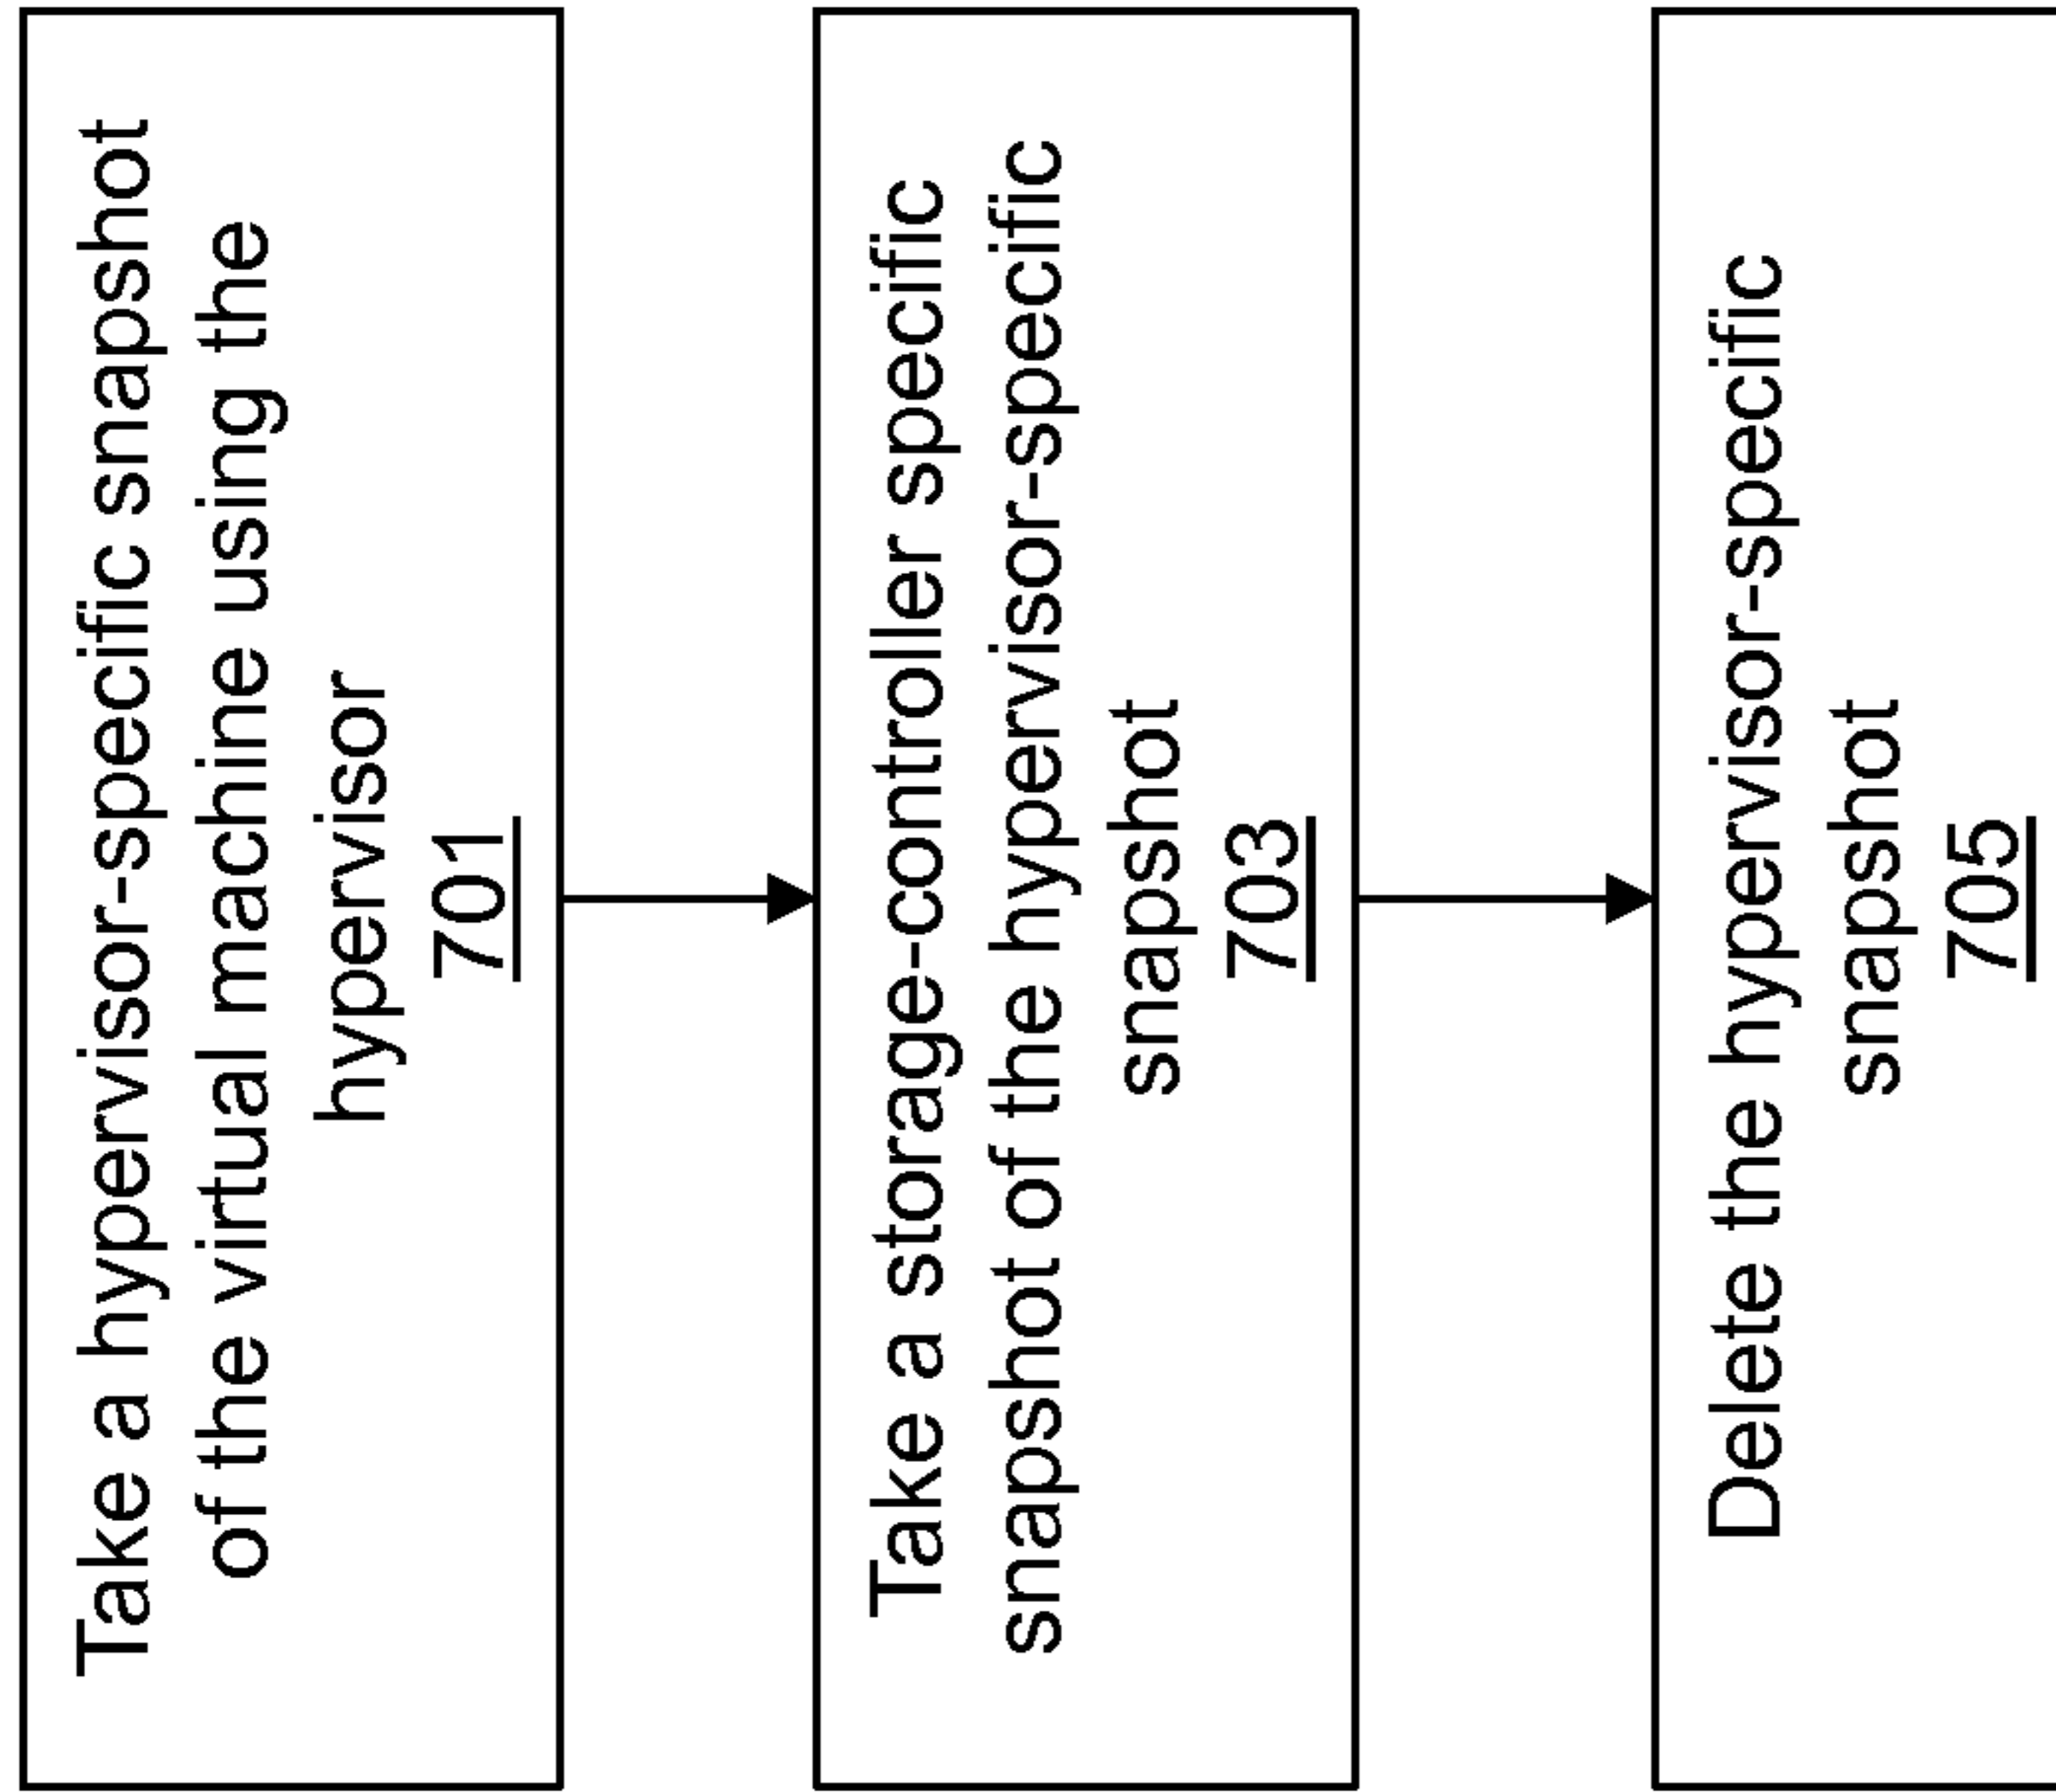 Take a hypervisor-specific snapshot
of the virtual machine using the
hypervisor
701
Take a storage-controller specific
snapshot of the hypervisor-specific
snapshot
703
Delete the hypervisor-specific
snapshot
705